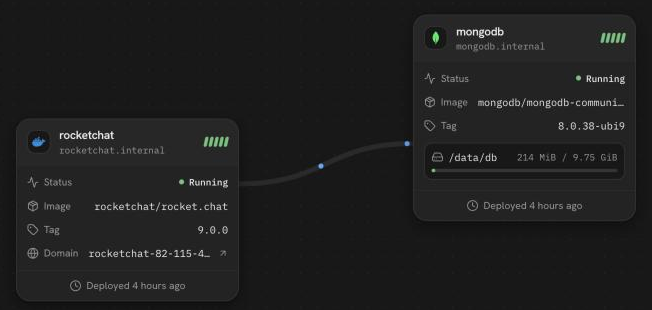 mongodb
mongodb.internal
Status Running
Image mongodb/mongodb-communi…
Tag 8.0.38-ubi9
/data/db 214 MiB / 9.75 GiB
Deployed 4 hours ago
rocketchat
rocketchat.internal
Status Running
Image rocketchat/rocket.chat
Tag 9.0.0
Domain rocketchat-82-115-4…
Deployed 4 hours ago